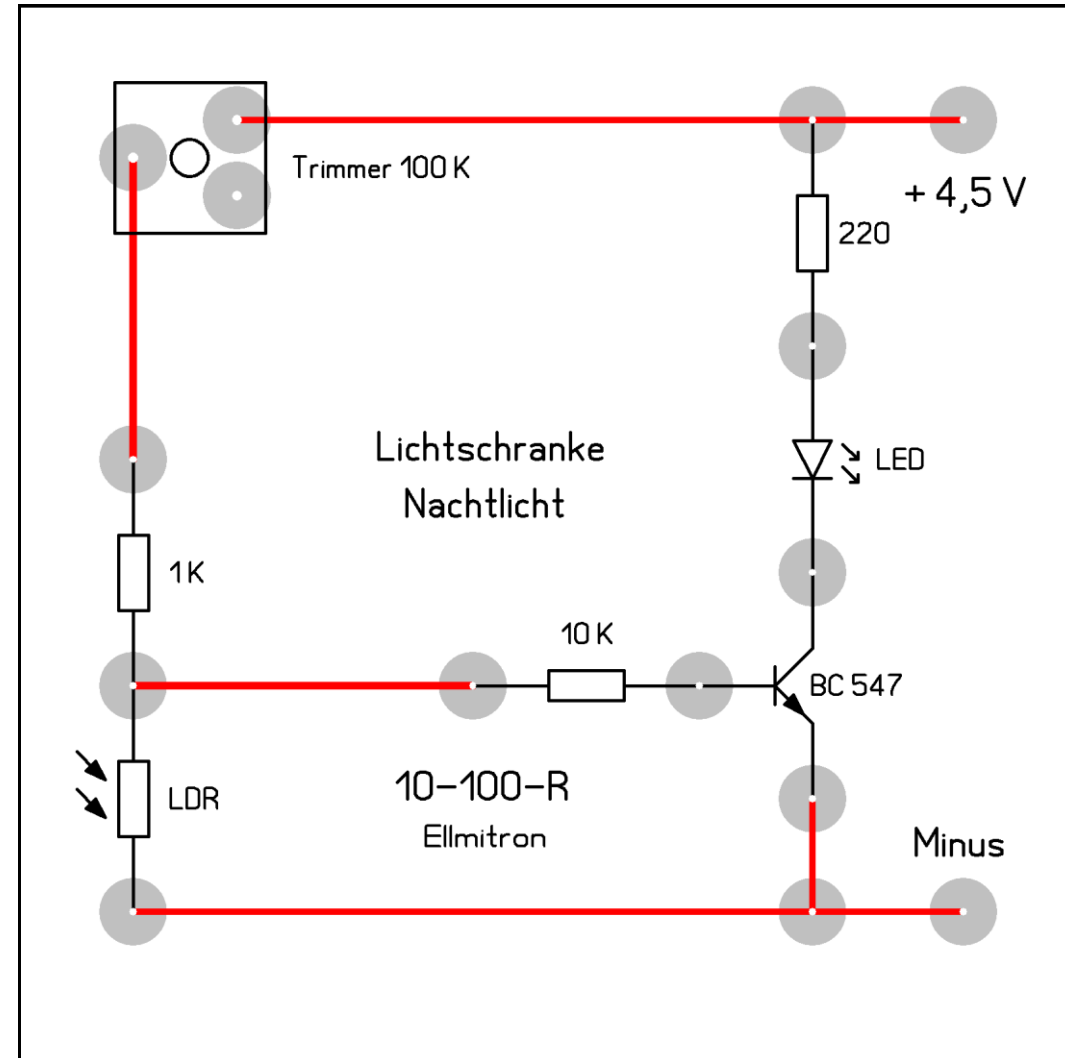 Trimmer 100 K
+ 4,5 V
220
Lichtschranke
Nachtlicht
LED
1 K
10 K
BC 547
LDR
10-100-R
Ellmitron
Minus